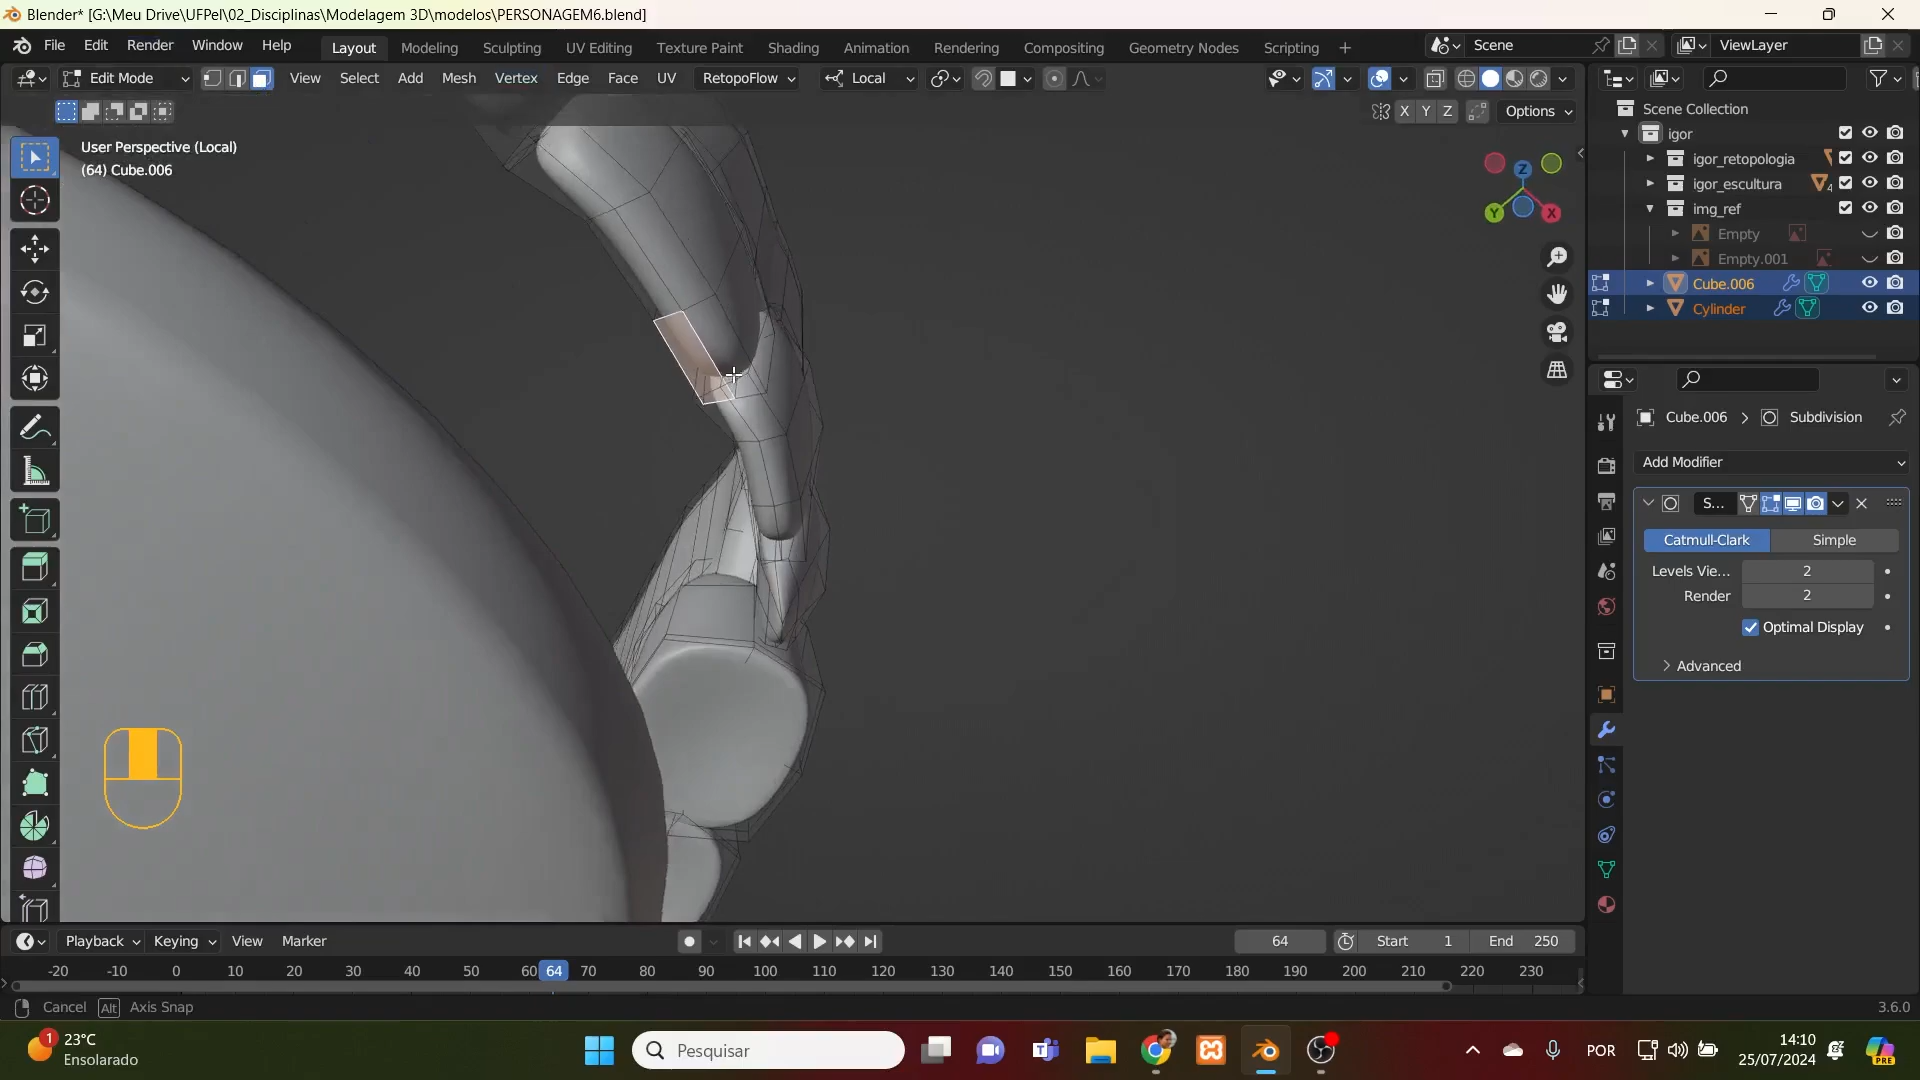 Blender* [G:\Meu Drive\UFPel\02_Disciplinas\Modelagem 3D\modelos\PERSONAGEM6.blend]
File Edit Render Window Help Layout Modeling Sculpting UV Editing Texture Paint Shading Animation Rendering Compositing Geometry Nodes Scripting + Scene ViewLayer
Edit Mode View Select Add Mesh Vertex Edge Face UV RetopoFlow Local
X Y Z Options
User Perspective (Local)
(64) Cube.006
Z
Y X
Scene Collection
igor
igor_retopologia
igor_escultura 4
img_ref
Empty
Empty.001
Cube.006
Cylinder
Cube.006 > Subdivision
Add Modifier
S...
Catmull-Clark Simple
Levels Vie... 2
Render 2
Optimal Display
Advanced
Playback Keying View Marker 64 Start 1 End 250
-20 -10 0 10 20 30 40 50 60 64 70 80 90 100 110 120 130 140 150 160 170 180 190 200 210 220 230
Cancel Alt Axis Snap 3.6.0
1 23°C
Ensolarado
Pesquisar
POR
14:10
25/07/2024
PRE